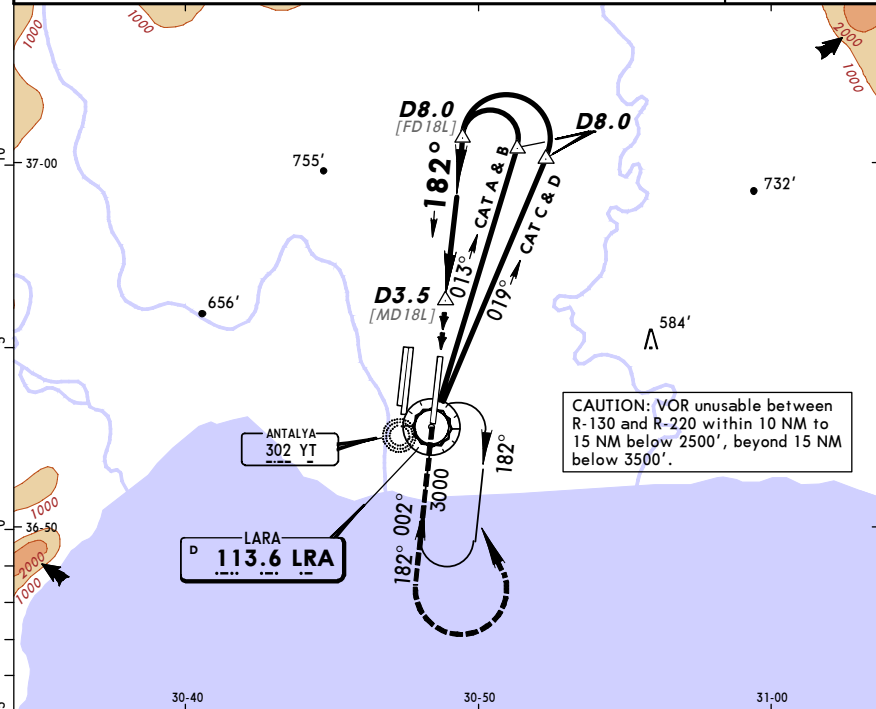 1000
1000
2000
1000
D8.0
[FD18L]
D8.0
182°
CAT A & B
013°
CAT C & D
019°
37-00
755'
732'
656'
D3.5
[MD18L]
584'
CAUTION: VOR unusable between
R-130 and R-220 within 10 NM to
15 NM below 2500', beyond 15 NM
below 3500'.
ANTALYA
302 YT
182°
3000
LARA
D 113.6 LRA
182° 002°
1000
36-50
2000
1000
30-40
30-50
31-00